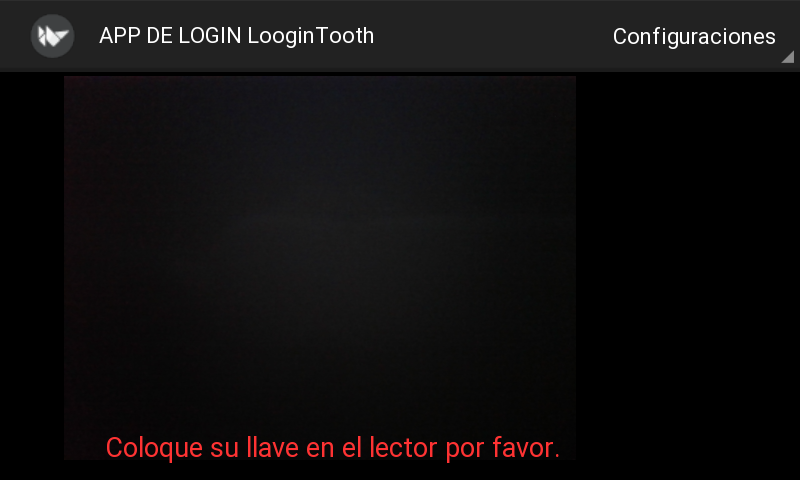 APP DE LOGIN LooginTooth
Configuraciones
Coloque su llave en el lector por favor.